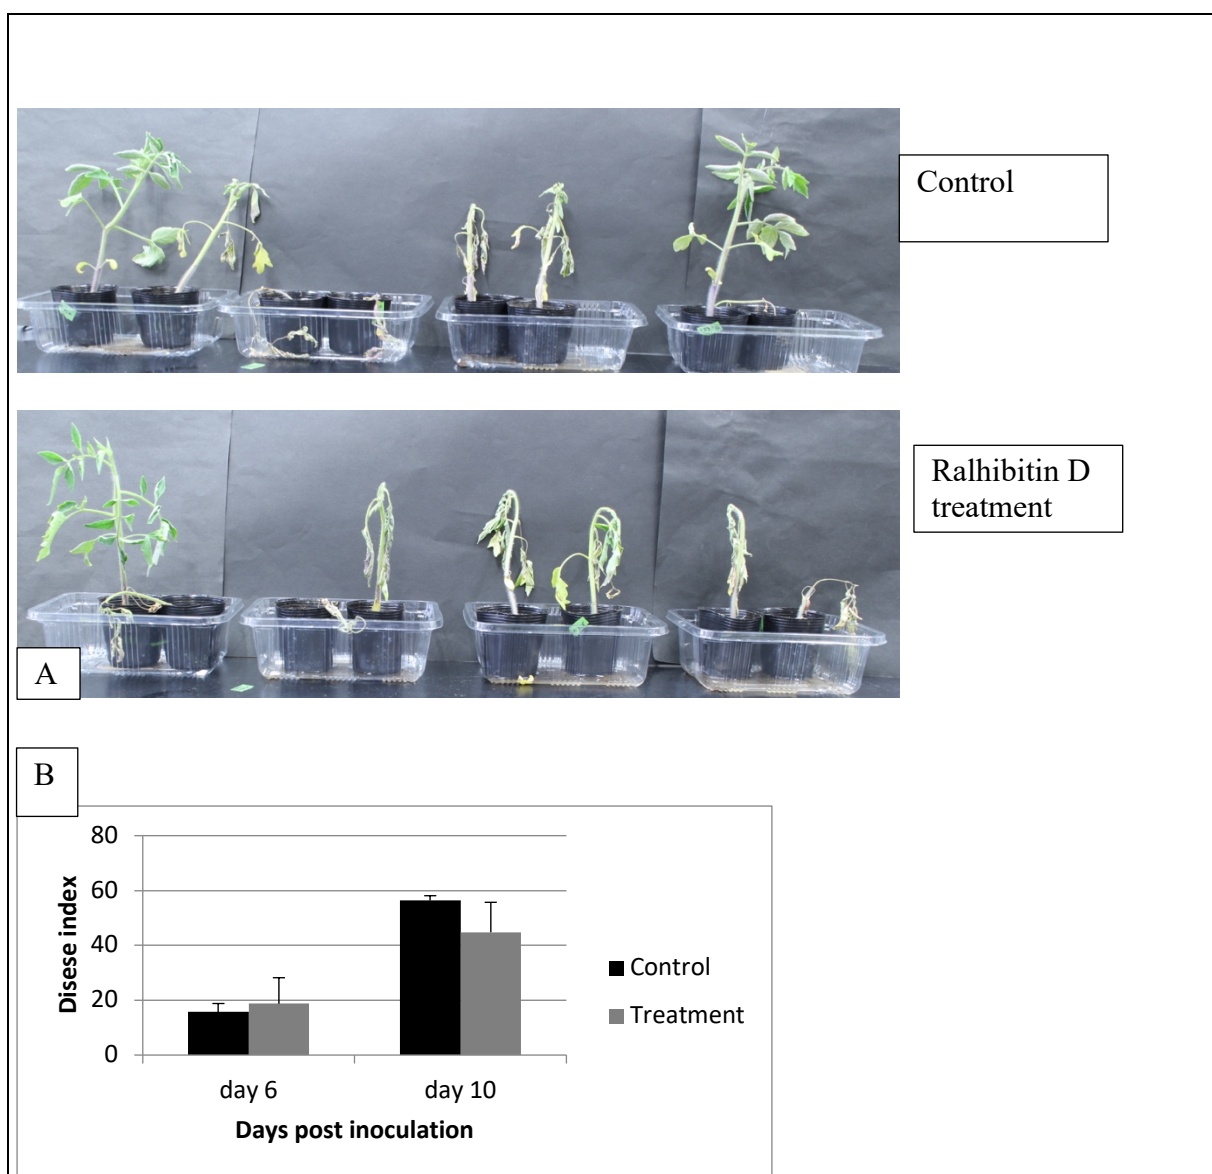 Control
Ralhibitin D
treatment
A
B
80
60
40
20
0
Disese index
day 6
day 10
Days post inoculation
Control
Treatment